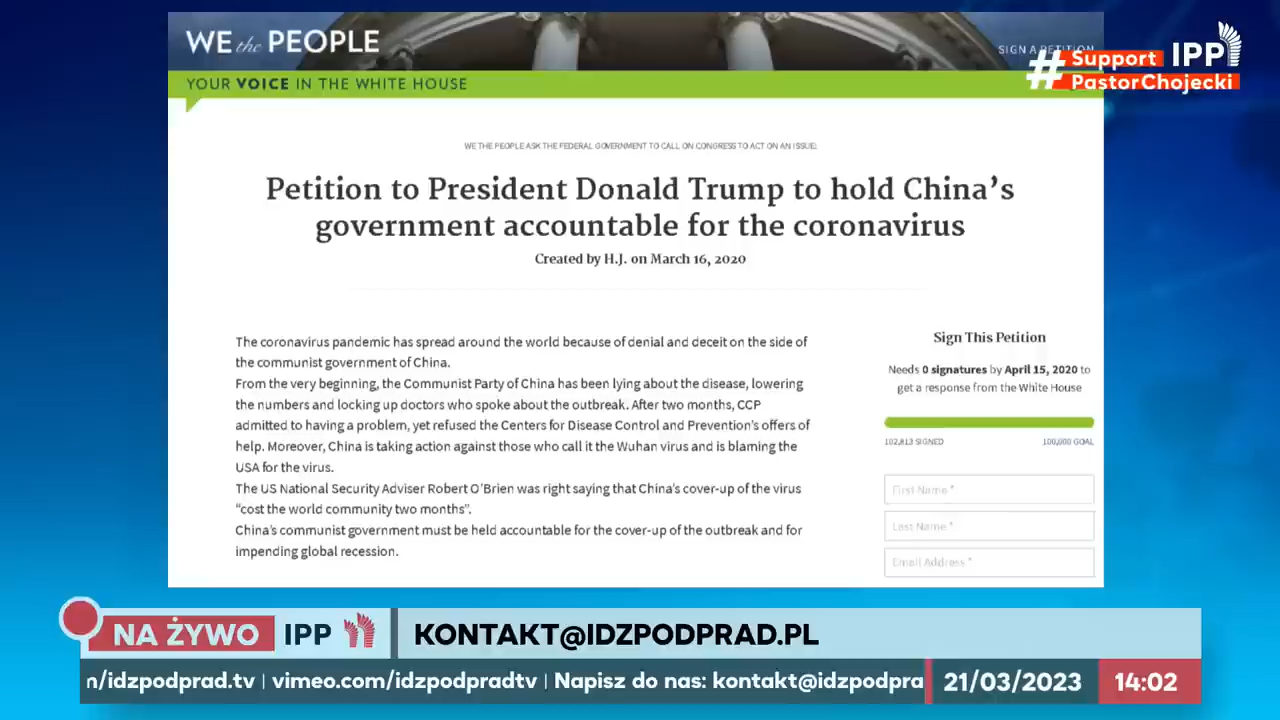 WE the PEOPLE
SIGN A PETITION
YOUR VOICE IN THE WHITE HOUSE
# Support IPP
PastorChojecki
WE THE PEOPLE ASK THE FEDERAL GOVERNMENT TO CALL ON CONGRESS TO ACT ON AN ISSUE:
Petition to President Donald Trump to hold China's
government accountable for the coronavirus
Created by H.J. on March 16, 2020
The coronavirus pandemic has spread around the world because of denial and deceit on the side of
the communist government of China.
From the very beginning, the Communist Party of China has been lying about the disease, lowering
the numbers and locking up doctors who spoke about the outbreak. After two months, CCP
admitted to having a problem, yet refused the Centers for Disease Control and Prevention's offers of
help. Moreover, China is taking action against those who call it the Wuhan virus and is blaming the
USA for the virus.
The US National Security Adviser Robert O'Brien was right saying that China's cover-up of the virus
"cost the world community two months".
China's communist government must be held accountable for the cover-up of the outbreak and for
impending global recession.
Sign This Petition
Needs 0 signatures by April 15, 2020 to
get a response from the White House
102,813 SIGNED
100,000 GOAL
First Name *
Last Name *
Email Address *
NA ŻYWO IPP
KONTAKT@IDZPODPRAD.PL
n/idzpodprad.tv | vimeo.com/idzpodpradtv | Napisz do nas: kontakt@idzpodpra
21/03/2023
14:02